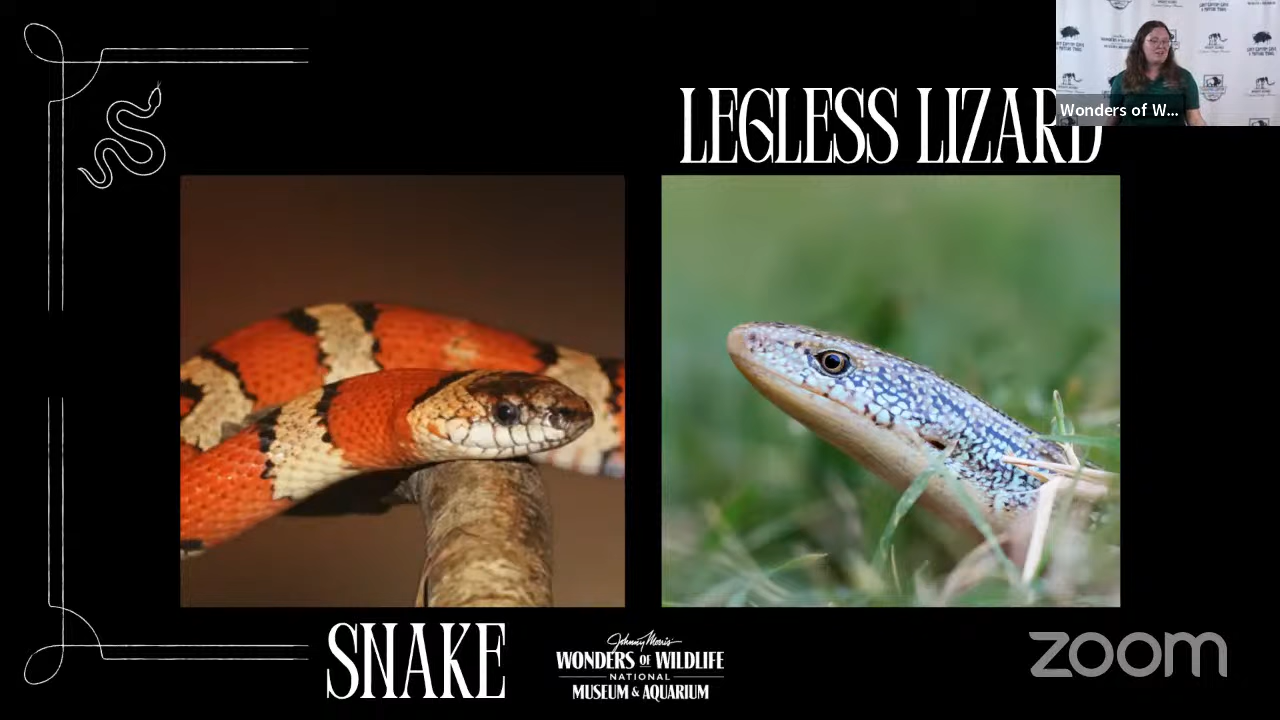 LEGLESS LIZARD
Wonders of W...
SNAKE
Johnny Morris'
WONDERS OF WILDLIFE
NATIONAL
MUSEUM & AQUARIUM
zoom